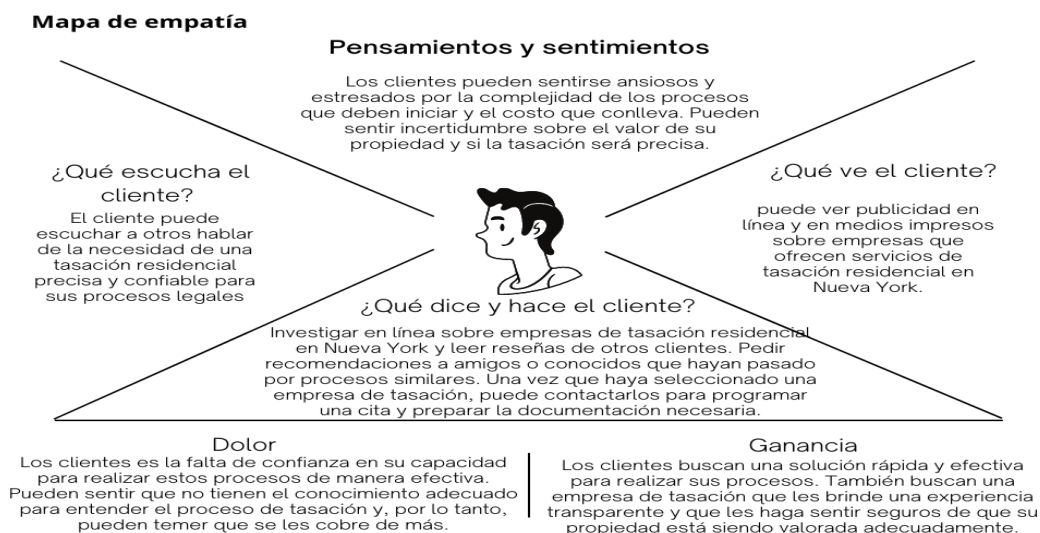 Mapa de empatía
Pensamientos y sentimientos
Los clientes pueden sentirse ansiosos y
estresados por la complejidad de los procesos
que deben iniciar y el costo que conlleva. Pueden
sentir incertidumbre sobre el valor de su
propiedad y si la tasación será precisa.
¿Qué escucha el
cliente?
El cliente puede
escuchar a otros hablar
de la necesidad de una
tasación residencial
precisa y confiable para
sus procesos legales
¿Qué ve el cliente?
puede ver publicidad en
línea y en medios impresos
sobre empresas que
ofrecen servicios de
tasación residencial en
Nueva York.
¿Qué dice y hace el cliente?
Investigar en línea sobre empresas de tasación residencial
en Nueva York y leer reseñas de otros clientes. Pedir
recomendaciones a amigos o conocidos que hayan pasado
por procesos similares. Una vez que haya seleccionado una
empresa de tasación, puede contactarlos para programar
una cita y preparar la documentación necesaria.
Dolor
Los clientes es la falta de confianza en su capacidad
para realizar estos procesos de manera efectiva.
Pueden sentir que no tienen el conocimiento adecuado
para entender el proceso de tasación y, por lo tanto,
pueden temer que se les cobre de más.
Ganancia
Los clientes buscan una solución rápida y efectiva
para realizar sus procesos. También buscan una
empresa de tasación que les brinde una experiencia
transparente y que les haga sentir seguros de que su
propiedad está siendo valorada adecuadamente.